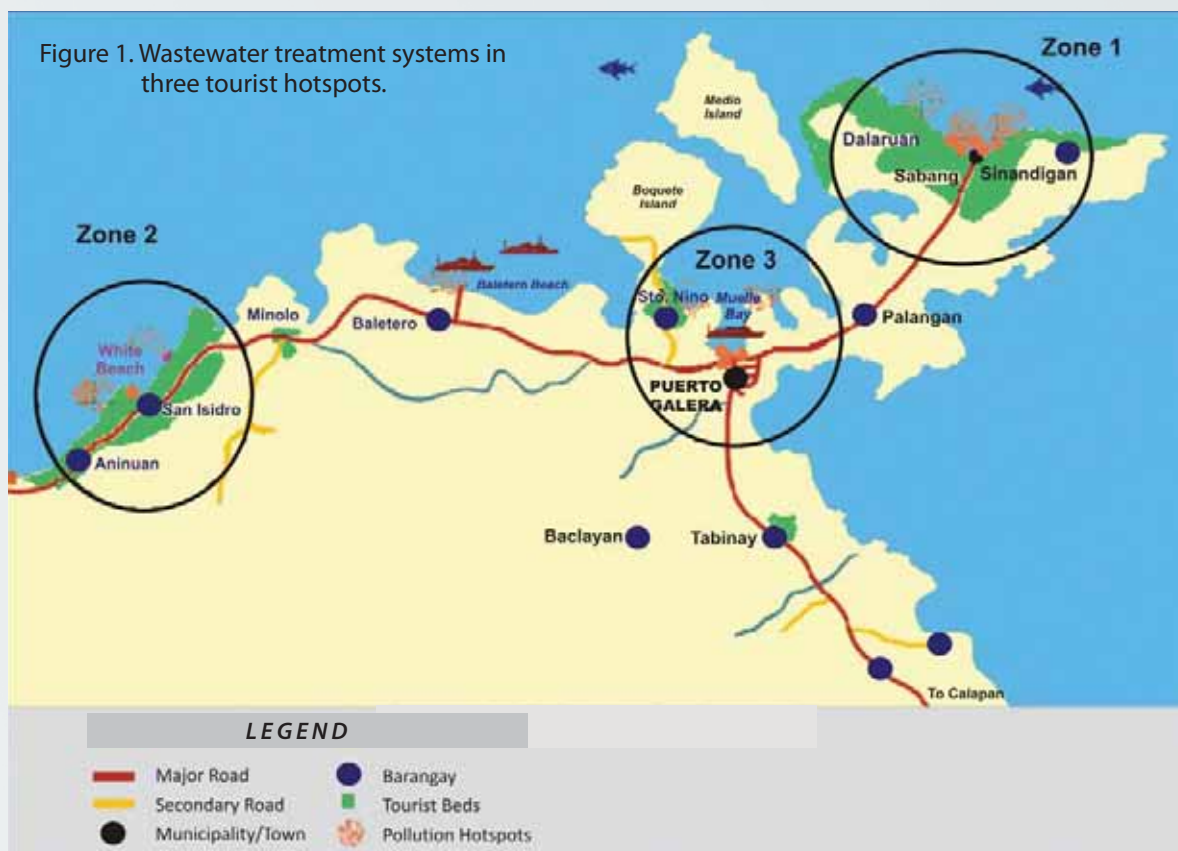 Figure 1. Wastewater treatment systems in
three tourist hotspots.
Zone 1
Medio
Island
Dalaruan
Sabang
Sinandigan
Boquete
Island
Zone 2
Zone 3
Sto. Nino
Muelle
Bay
Baletern Beach
Minolo
Baletero
Palangan
White
Beach
San Isidro
PUERTO
GALERA
Aninuan
Baclayan
Tabinay
To Calapan
LEGEND
Major Road
Barangay
Secondary Road
Tourist Beds
Municipality/Town
Pollution Hotspots